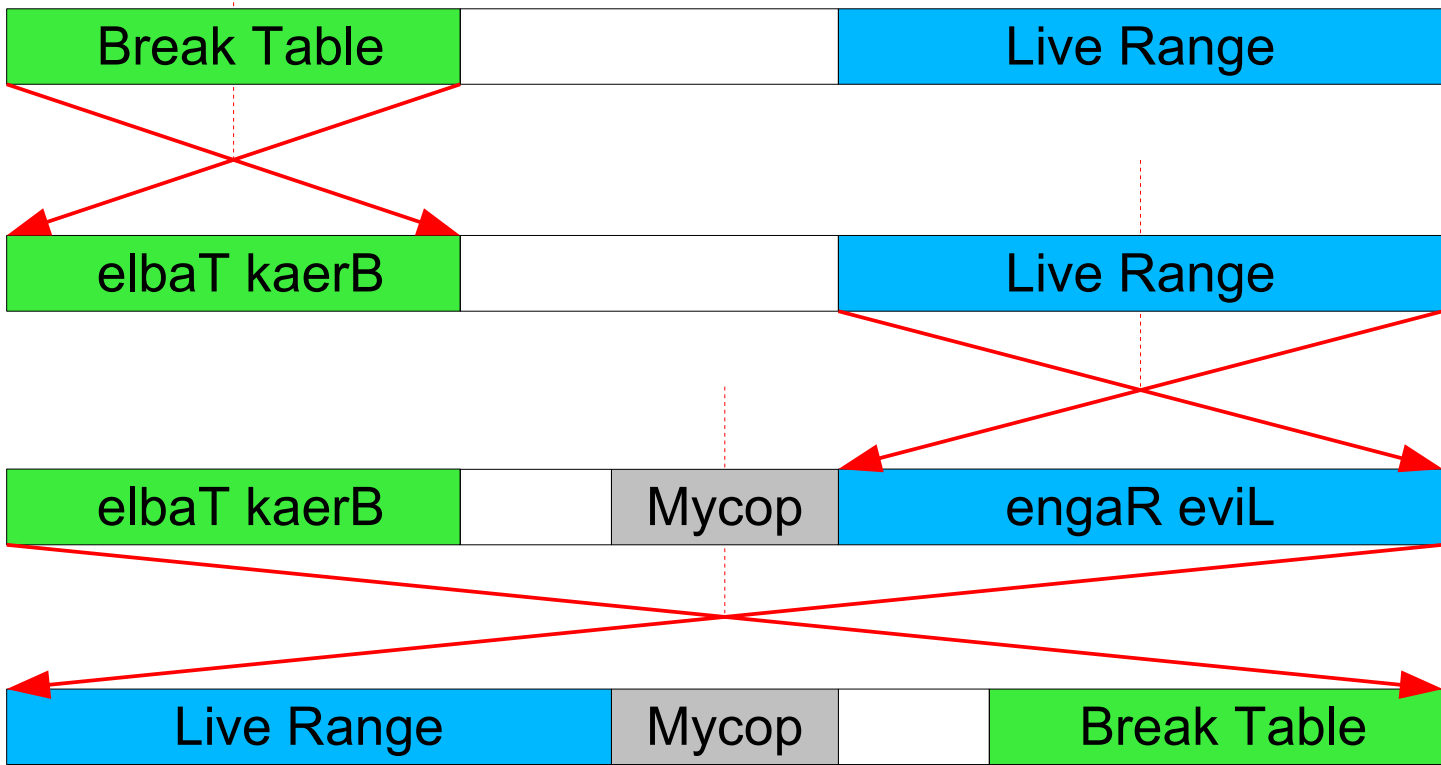 Break Table Live Range
elbaT kaerB Live Range
elbaT kaerB Mycop engaR eviL
Live Range Mycop Break Table